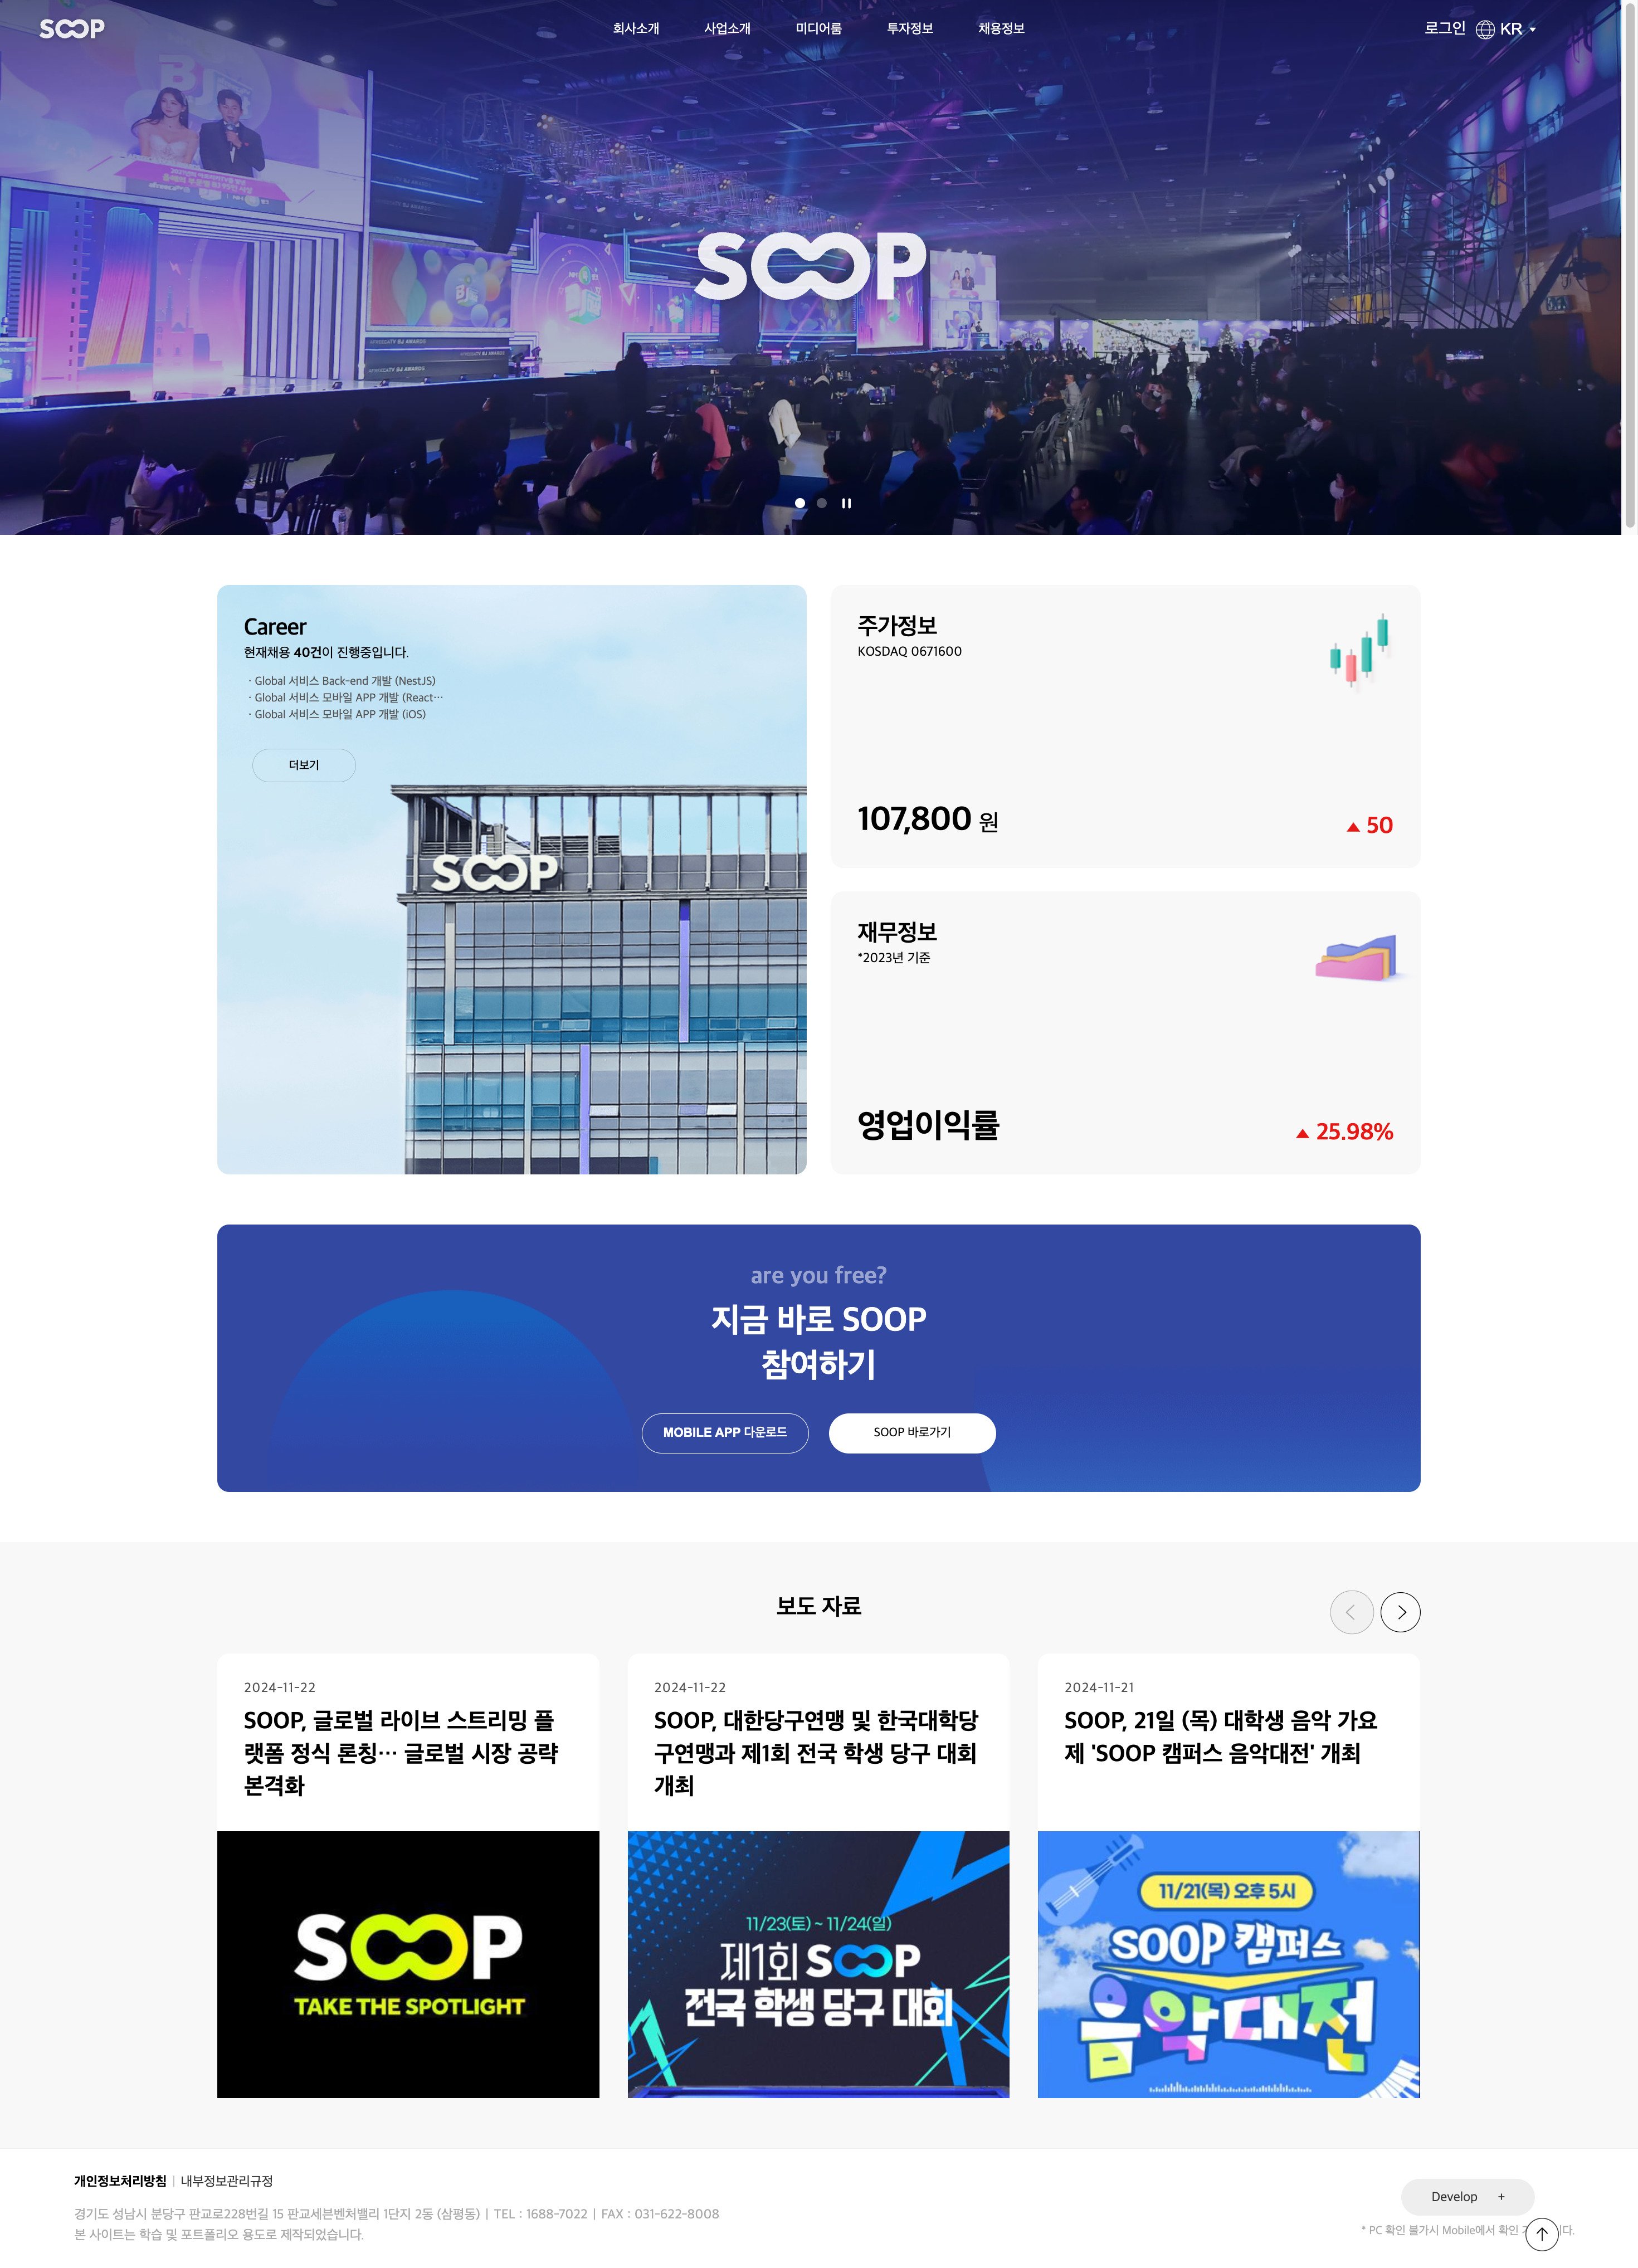 SOOP
회사소개 사업소개 미디어룸 투자정보 채용정보
로그인 KR
BJ
AFREECATV BJ AWARDS
SOOP
Career
현재채용 40건이 진행중입니다.
· Global 서비스 Back-end 개발 (NestJS)
· Global 서비스 모바일 APP 개발 (React···
· Global 서비스 모바일 APP 개발 (iOS)
더보기
SOOP
주가정보
KOSDAQ 0671600
107,800 원
▲ 50
재무정보
*2023년 기준
영업이익률
▲ 25.98%
are you free?
지금 바로 SOOP
참여하기
MOBILE APP 다운로드
SOOP 바로가기
보도 자료
2024-11-22
SOOP, 글로벌 라이브 스트리밍 플
랫폼 정식 론칭··· 글로벌 시장 공략
본격화
SOOP
TAKE THE SPOTLIGHT
2024-11-22
SOOP, 대한당구연맹 및 한국대학당
구연맹과 제1회 전국 학생 당구 대회
개최
11/23(토) ~ 11/24(일)
제1회 SOOP
전국 학생 당구 대회
2024-11-21
SOOP, 21일 (목) 대학생 음악 가요
제 'SOOP 캠퍼스 음악대전' 개최
11/21(목) 오후 5시
SOOP 캠퍼스
음악대전
개인정보처리방침 | 내부정보관리규정
경기도 성남시 분당구 판교로228번길 15 판교세븐벤처밸리 1단지 2동 (삼평동) | TEL : 1688-7022 | FAX : 031-622-8008
본 사이트는 학습 및 포트폴리오 용도로 제작되었습니다.
Develop +
* PC 확인 불가시 Mobile에서 확인 니다.